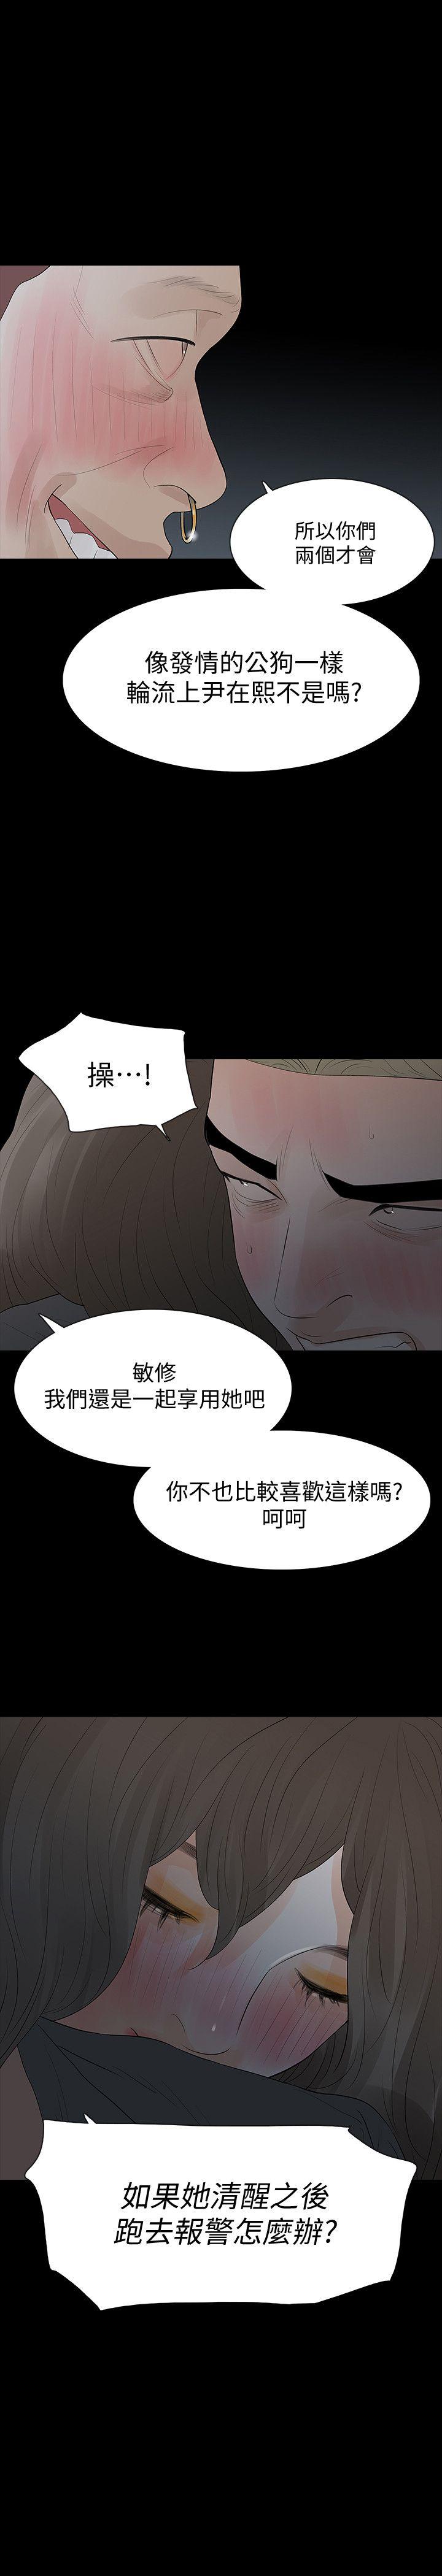 所以你們
兩個才會
像發情的公狗一樣
輪流上尹在熙不是嗎?
操⋯!
敏修
我們還是一起享用她吧
你不也比較喜歡這樣嗎?
呵呵
如果她清醒之後
跑去報警怎麼辦?